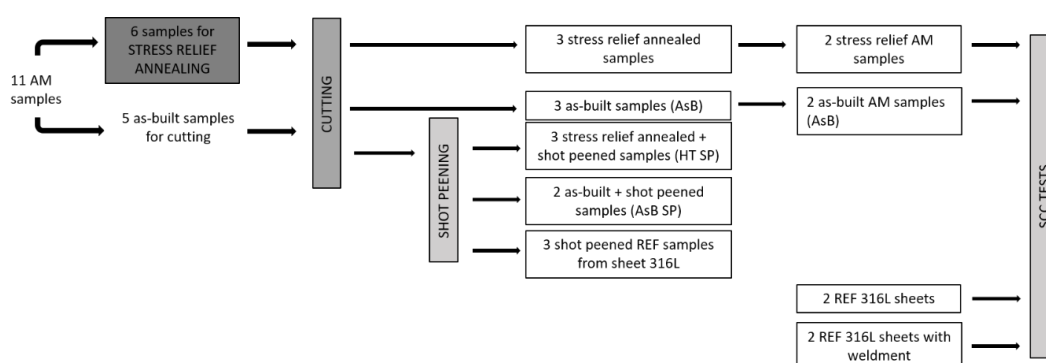 6 samples for
STRESS RELIEF
ANNEALING
11 AM
samples
5 as-built samples
for cutting
CUTTING
SHOT PEENING
3 stress relief annealed
samples
3 as-built samples (AsB)
3 stress relief annealed +
shot peened samples (HT SP)
2 as-built + shot peened
samples (AsB SP)
3 shot peened REF samples
from sheet 316L
2 stress relief AM
samples
2 as-built AM samples
(AsB)
2 REF 316L sheets
2 REF 316L sheets with
weldment
SCC TESTS